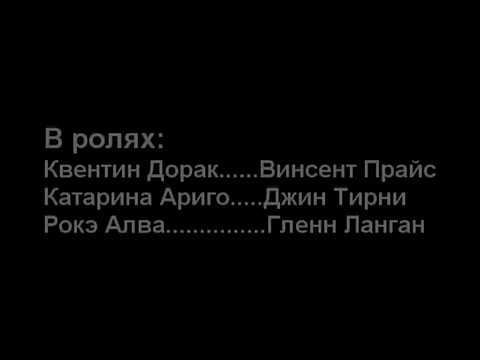 В ролях:
Квентин Дорак......Винсент Прайс
Катарина Ариго.....Джин Тирни
Рокэ Алва...............Гленн Ланган